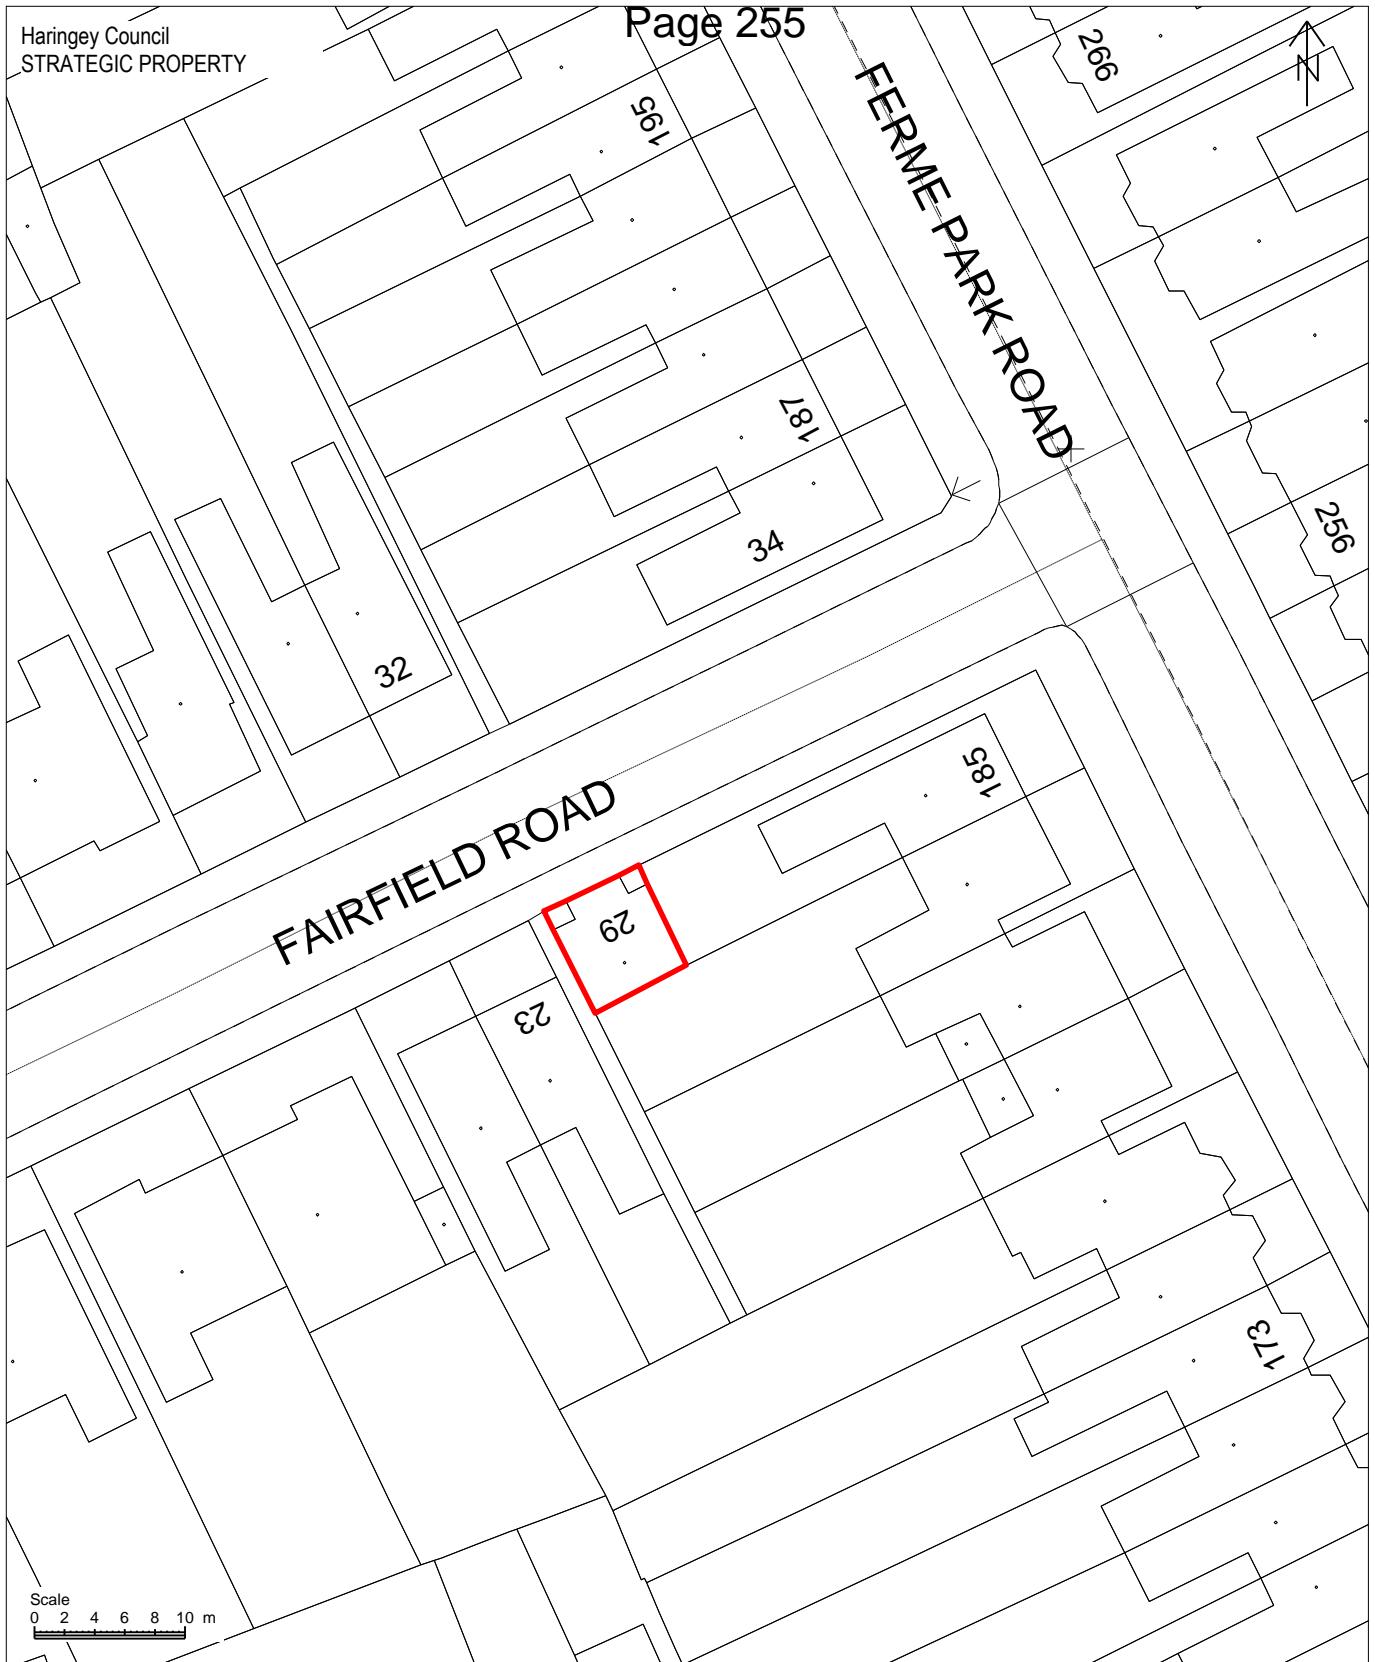 Page 255
Haringey Council
STRATEGIC PROPERTY
N
266
195
FERME PARK ROAD
187
256
34
32
185
FAIRFIELD ROAD
29
23
173
Scale
0 2 4 6 8 10 m